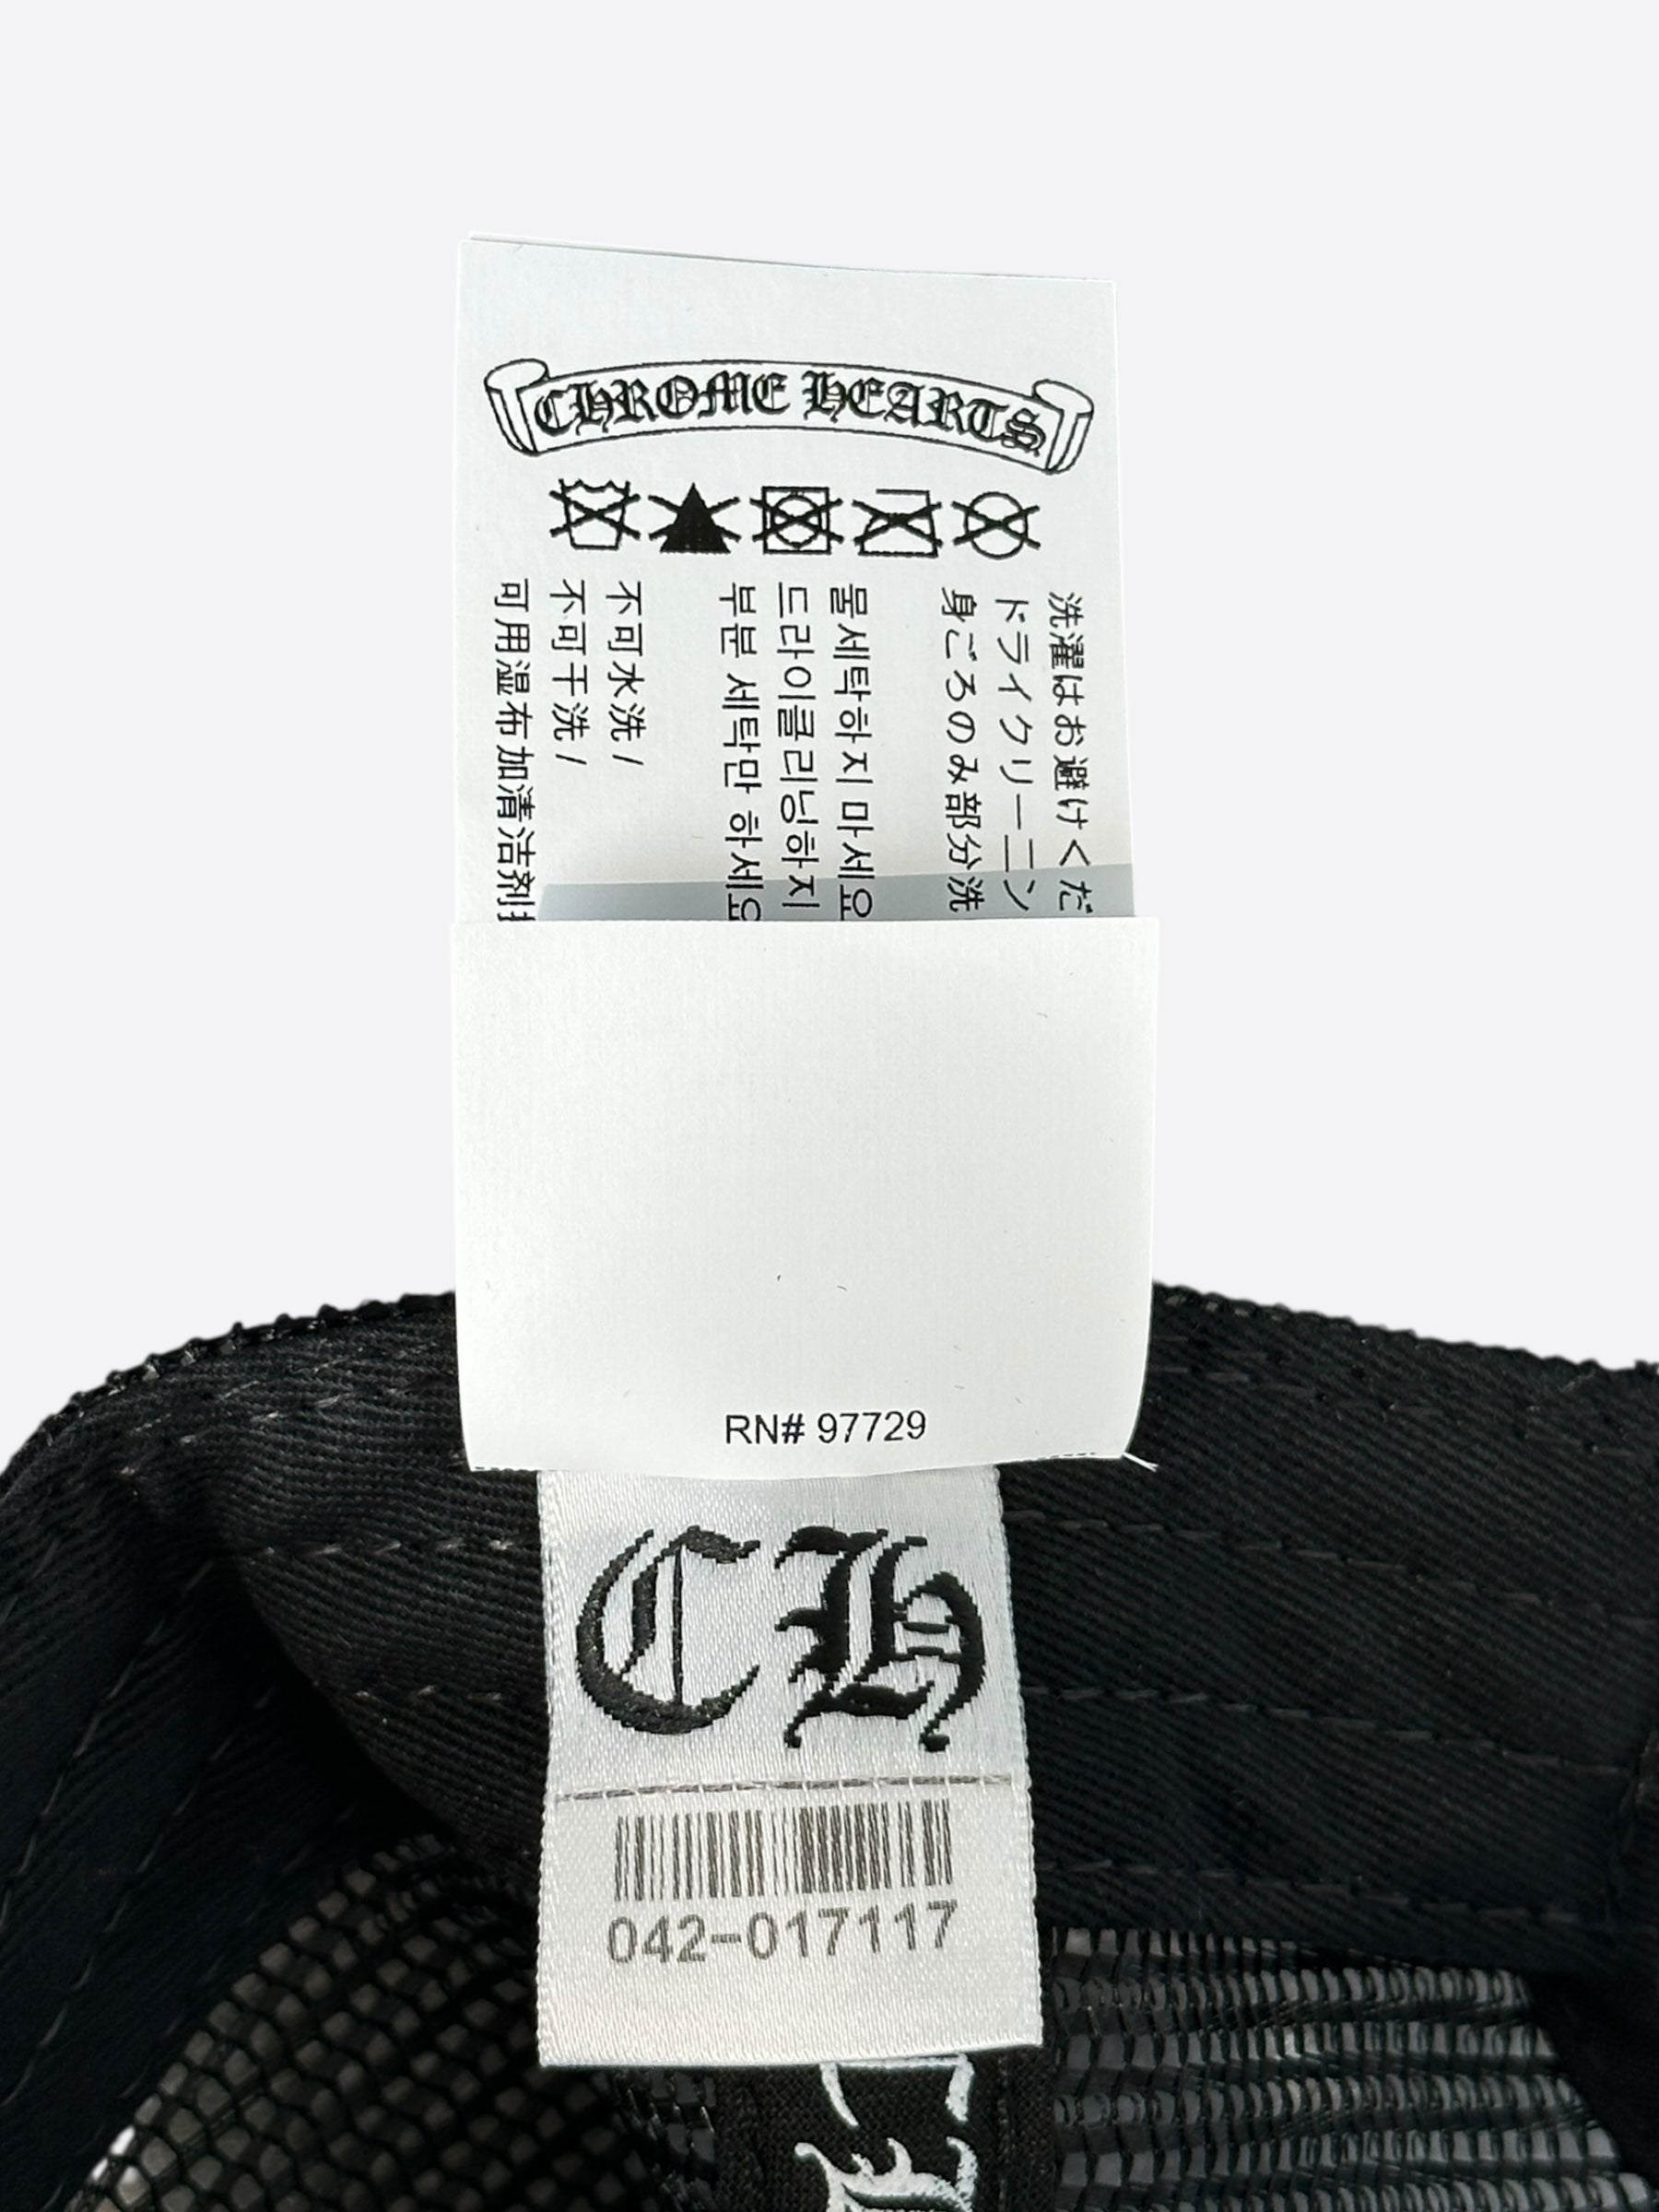 CHROME HEARTS
洗濯はお避けくだ
ドライクリーニン
身ごろのみ部分洗
물세탁하지 마세요
드라이클리닝하지
부분 세탁만 하세요
不可水洗/
不可干洗/
可用温布加清洁剂
RN# 97729
CH
042-017117